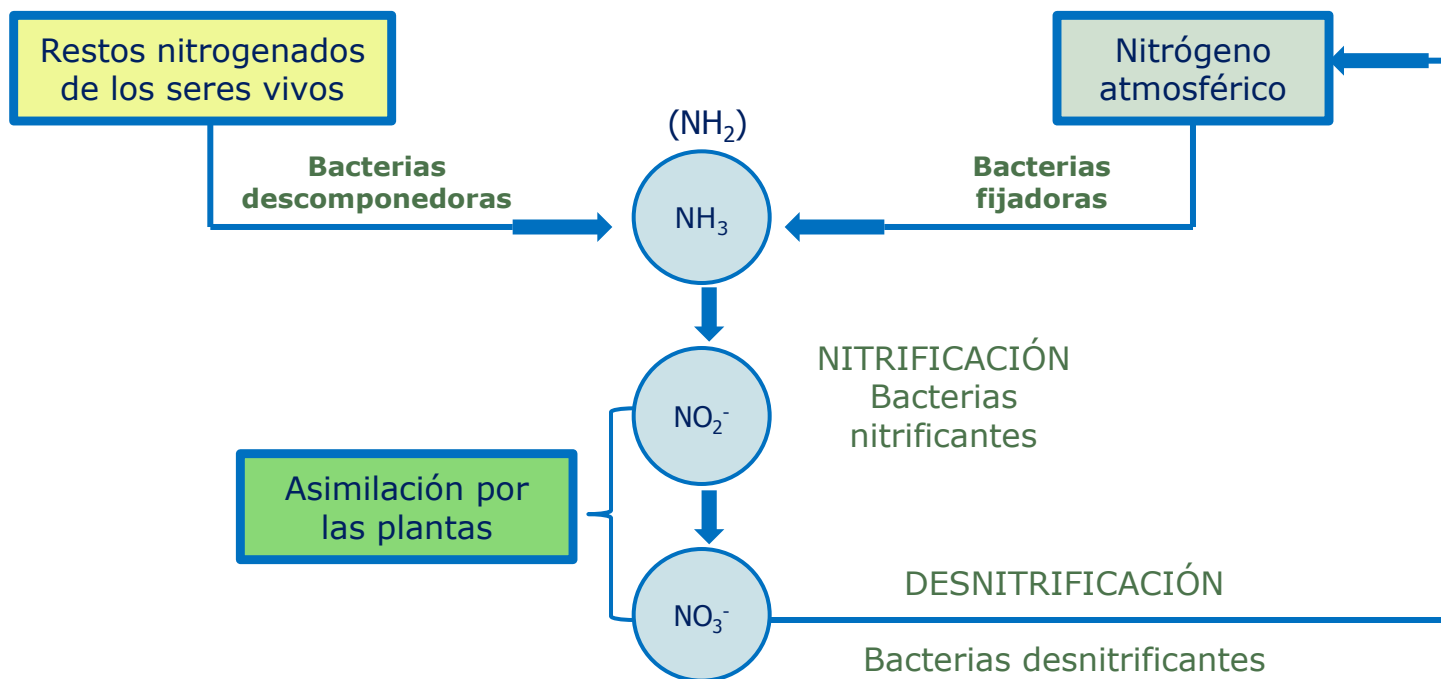 Restos nitrogenados
de los seres vivos
Nitrógeno
atmosférico
(NH₂)
Bacterias
descomponedoras
Bacterias
fijadoras
NH₃
NITRIFICACIÓN
Bacterias
nitrificantes
NO₂⁻
Asimilación por
las plantas
DESNITRIFICACIÓN
NO₃⁻
Bacterias desnitrificantes